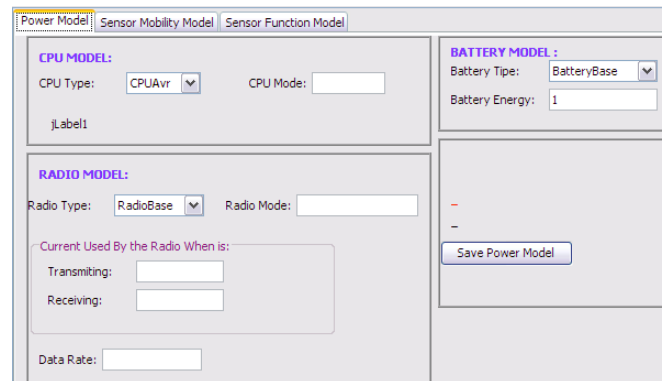 Power Model Sensor Mobility Model Sensor Function Model
CPU MODEL:
CPU Type: CPUAvr CPU Mode:
jLabel1
BATTERY MODEL :
Battery Tipe: BatteryBase
Battery Energy: 1
RADIO MODEL:
Radio Type: RadioBase Radio Mode:
Current Used By the Radio When is:
Transmiting:
Receiving:
Data Rate:
–
–
Save Power Model